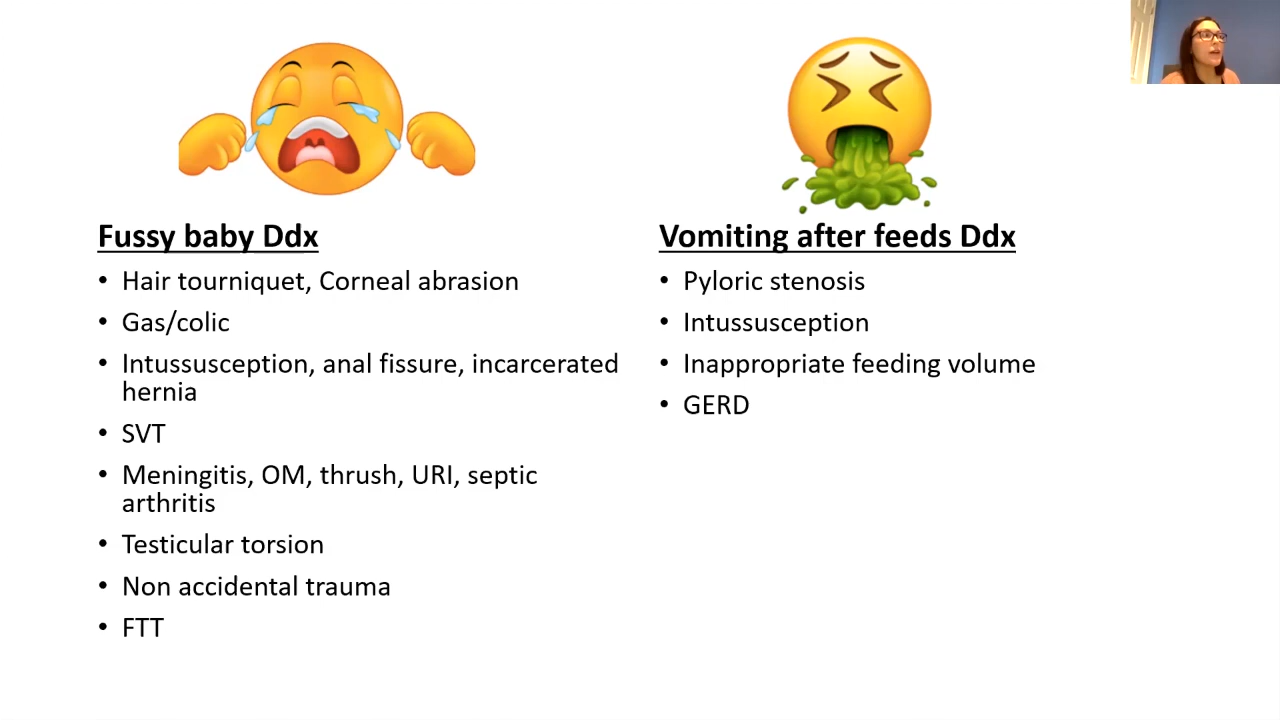 Fussy baby Ddx
• Hair tourniquet, Corneal abrasion
• Gas/colic
• Intussusception, anal fissure, incarcerated
hernia
• SVT
• Meningitis, OM, thrush, URI, septic
arthritis
• Testicular torsion
• Non accidental trauma
• FTT
Vomiting after feeds Ddx
• Pyloric stenosis
• Intussusception
• Inappropriate feeding volume
• GERD